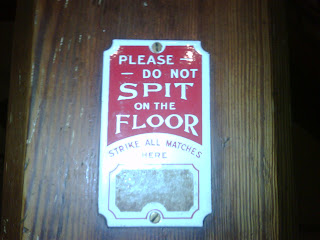 PLEASE —
— DO NOT
SPIT
ON THE
FLOOR
STRIKE ALL MATCHES
HERE